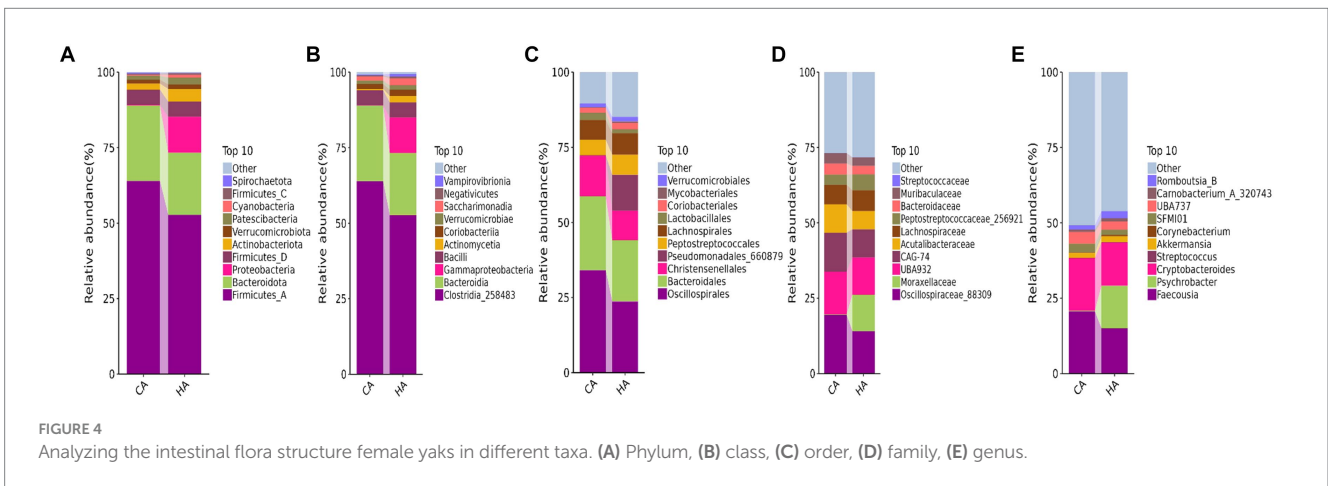 A
Relative abundance(%)
100
75
50
25
0
CA
HA
Top 10
Other
Spirochaetota
Firmicutes_C
Cyanobacteria
Patescibacteria
Verrucomicrobiota
Actinobacteriota
Firmicutes_D
Proteobacteria
Bacteroidota
Firmicutes_A
B
Relative abundance(%)
100
75
50
25
0
CA
HA
Top 10
Other
Vampirovibrionia
Negativicutes
Saccharimonadia
Verrucomicrobiae
Coriobacteriia
Actinomycetia
Bacilli
Gammaproteobacteria
Bacteroidia
Clostridia_258483
C
Relative abundance(%)
100
75
50
25
0
CA
HA
Top 10
Other
Verrucomicrobiales
Mycobacteriales
Coriobacteriales
Lactobacillales
Lachnospirales
Peptostreptococcales
Pseudomonadales_660879
Christensenellales
Bacteroidales
Oscillospirales
D
Relative abundance(%)
100
75
50
25
0
CA
HA
Top 10
Other
Streptococcaceae
Muribaculaceae
Bacteroidaceae
Peptostreptococcaceae_256921
Lachnospiraceae
Acutalibacteraceae
CAG-74
UBA932
Moraxellaceae
Oscillospiraceae_88309
E
Relative abundance(%)
100
75
50
25
0
CA
HA
Top 10
Other
Romboutsia_B
Carnobacterium_A_320743
UBA737
SFMI01
Corynebacterium
Akkermansia
Streptococcus
Cryptobacteroides
Psychrobacter
Faecousia
FIGURE 4
Analyzing the intestinal flora structure female yaks in different taxa. (A) Phylum, (B) class, (C) order, (D) family, (E) genus.